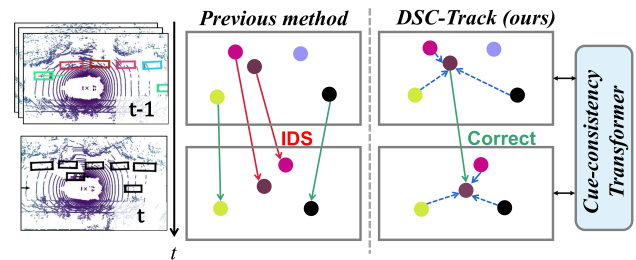 Previous method
DSC-Track (ours)
t-1
IDS
Correct
t
t
Cue-consistency
Transformer